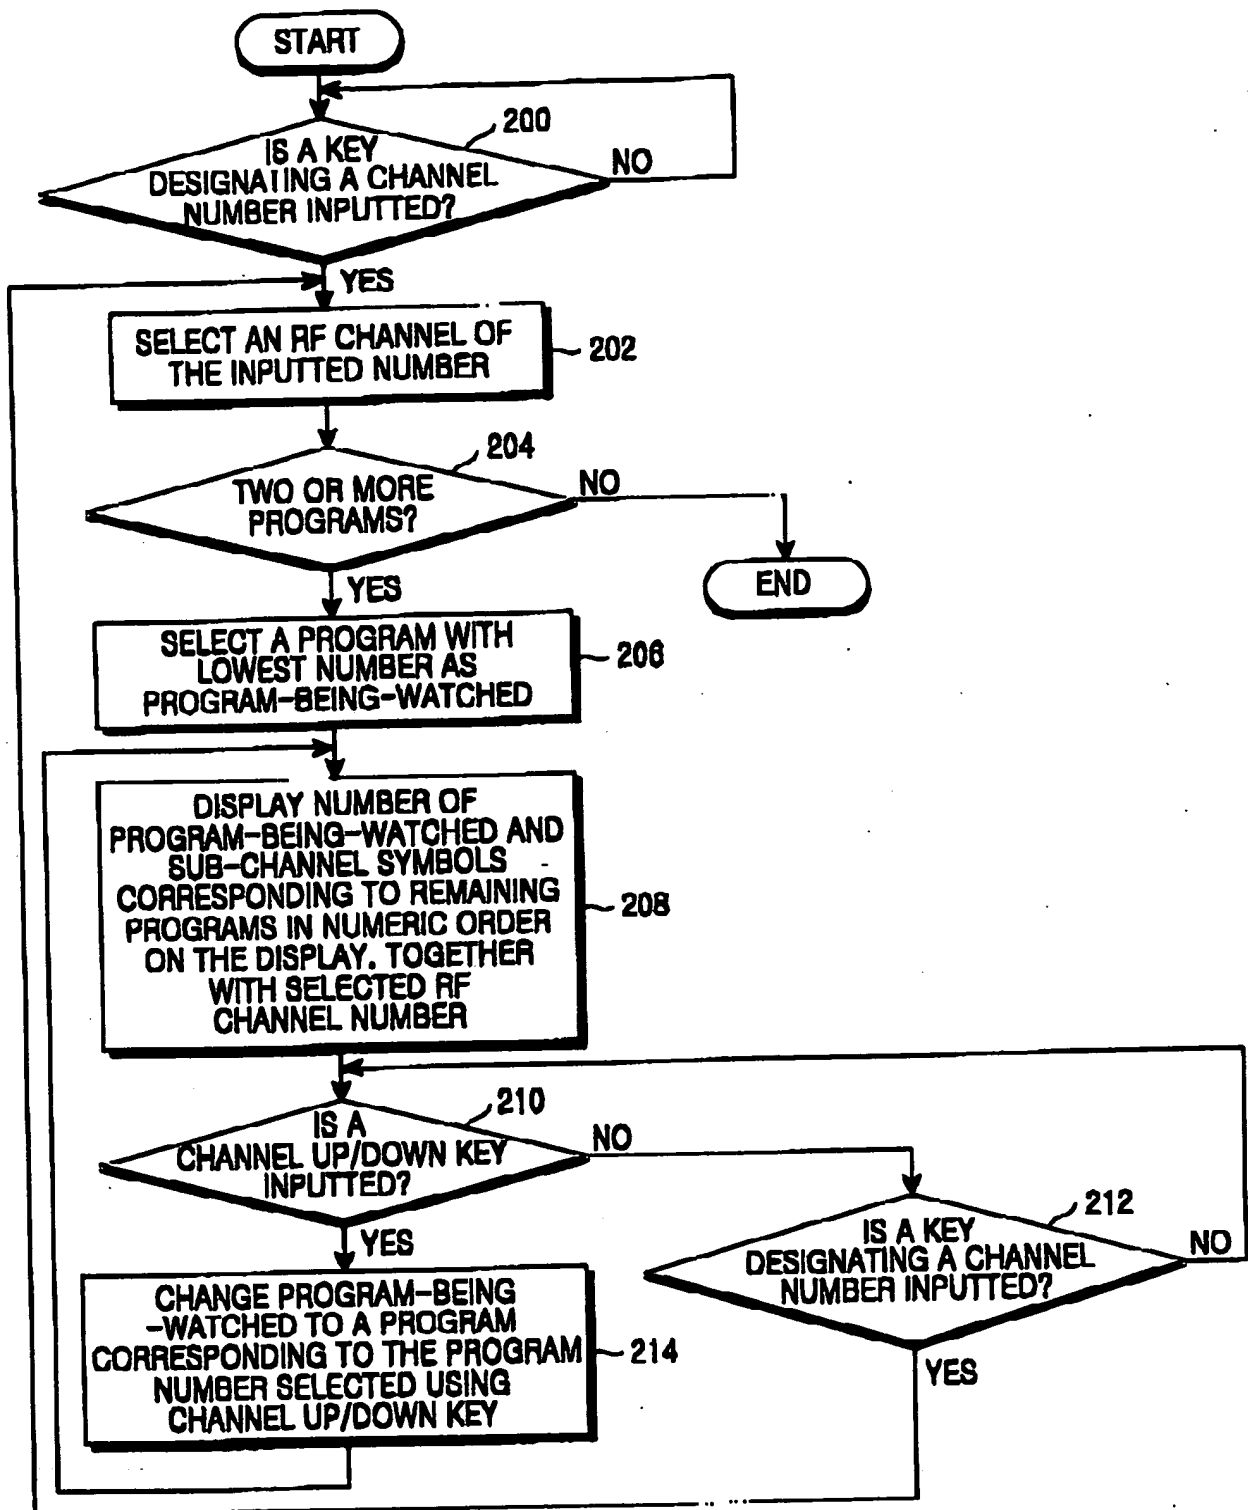 START
200
IS A KEY
DESIGNATING A CHANNEL
NUMBER INPUTTED?
NO
YES
SELECT AN RF CHANNEL OF
THE INPUTTED NUMBER
202
204
TWO OR MORE
PROGRAMS?
NO
END
YES
SELECT A PROGRAM WITH
LOWEST NUMBER AS
PROGRAM-BEING-WATCHED
206
DISPLAY NUMBER OF
PROGRAM-BEING-WATCHED AND
SUB-CHANNEL SYMBOLS
CORRESPONDING TO REMAINING
PROGRAMS IN NUMERIC ORDER
ON THE DISPLAY. TOGETHER
WITH SELECTED RF
CHANNEL NUMBER
208
210
IS A
CHANNEL UP/DOWN KEY
INPUTTED?
NO
YES
212
IS A KEY
DESIGNATING A CHANNEL
NUMBER INPUTTED?
NO
YES
CHANGE PROGRAM-BEING
-WATCHED TO A PROGRAM
CORRESPONDING TO THE PROGRAM
NUMBER SELECTED USING
CHANNEL UP/DOWN KEY
214